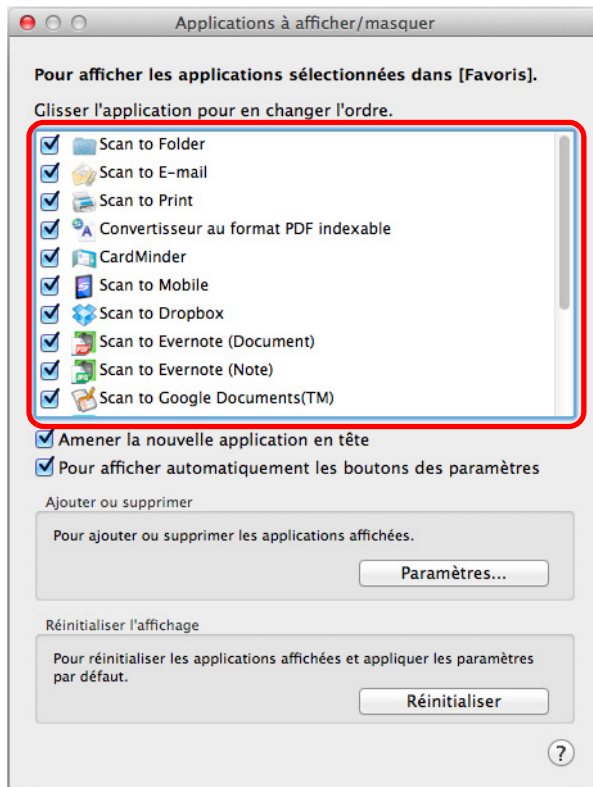 Applications à afficher/masquer
Pour afficher les applications sélectionnées dans [Favoris].
Glisser l'application pour en changer l'ordre.
Scan to Folder
Scan to E-mail
Scan to Print
Convertisseur au format PDF indexable
CardMinder
Scan to Mobile
Scan to Dropbox
Scan to Evernote (Document)
Scan to Evernote (Note)
Scan to Google Documents(TM)
Amener la nouvelle application en tête
Pour afficher automatiquement les boutons des paramètres
Ajouter ou supprimer
Pour ajouter ou supprimer les applications affichées.
Paramètres...
Réinitialiser l'affichage
Pour réinitialiser les applications affichées et appliquer les paramètres
par défaut.
Réinitialiser
?